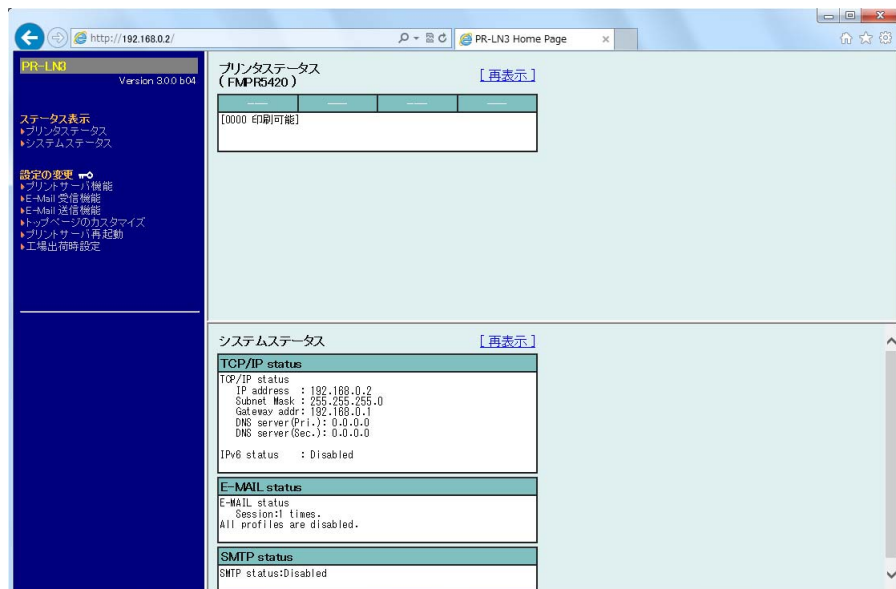 http://192.168.0.2/
PR-LN3 Home Page
PR-LN3
Version 3.0.0 b04
ステータス表示
プリンタステータス
システムステータス
設定の変更
プリントサーバ機能
E-Mail 受信機能
E-Mail 送信機能
トップページのカスタマイズ
プリントサーバ再起動
工場出荷時設定
プリンタステータス
(FMPR5420)
[再表示]
---- ---- ---- ----
[0000 印刷可能]
システムステータス
[再表示]
TCP/IP status
TCP/IP status
IP address : 192.168.0.2
Subnet Mask : 255.255.255.0
Gateway addr: 192.168.0.1
DNS server(Pri.): 0.0.0.0
DNS server(Sec.): 0.0.0.0
IPv6 status : Disabled
E-MAIL status
E-MAIL status
Session:1 times.
All profiles are disabled.
SMTP status
SMTP status:Disabled